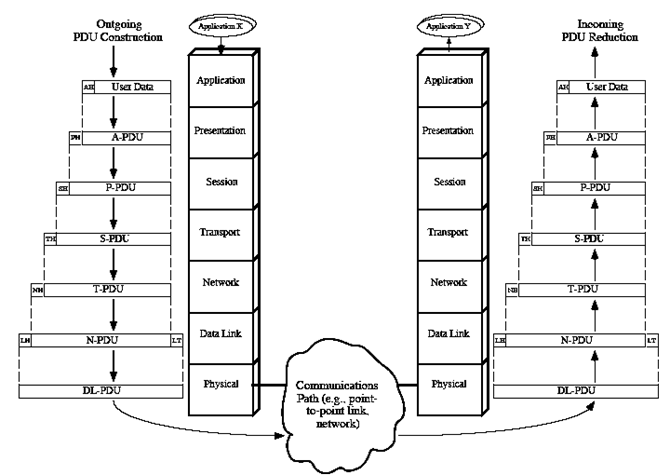 Outgoing
PDU Construction
Application X
Application Y
Incoming
PDU Reduction
AH User Data
Application
Application
AH User Data
PH A-PDU
Presentation
Presentation
PH A-PDU
SH P-PDU
Session
Session
SH P-PDU
TH S-PDU
Transport
Transport
TH S-PDU
NH T-PDU
Network
Network
NH T-PDU
LH N-PDU LT
Data Link
Data Link
LH N-PDU LT
DL-PDU
Physical
Physical
DL-PDU
Communications
Path (e.g., point-
to-point link,
network)